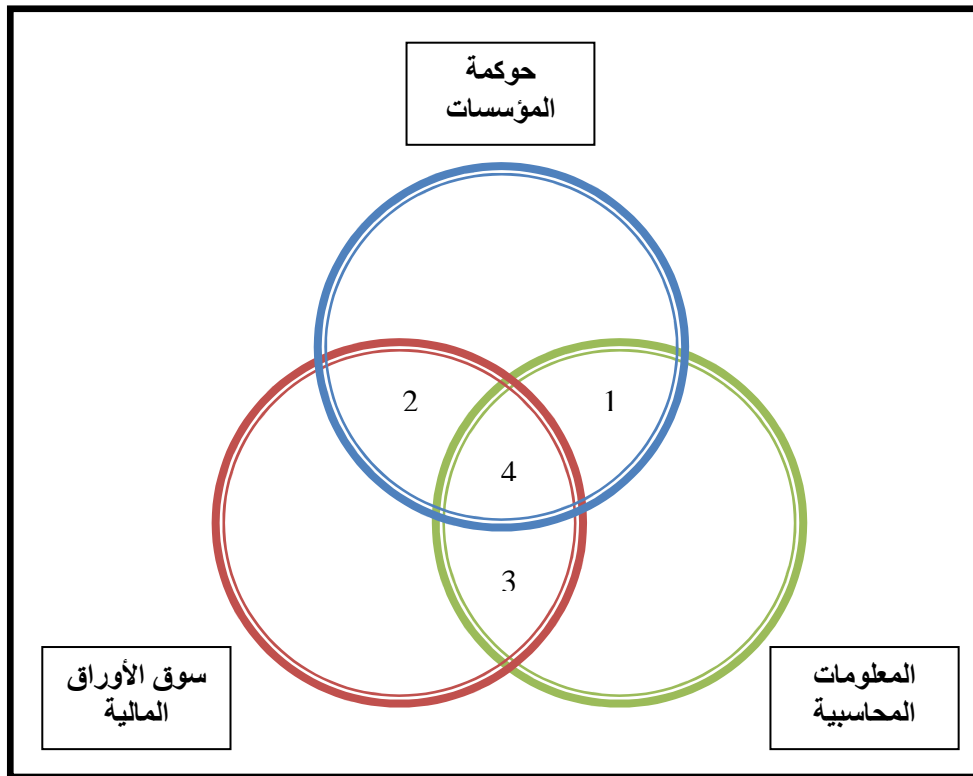 حوكمة
المؤسسات
2
1
4
3
سوق الأوراق
المالية
المعلومات
المحاسبية